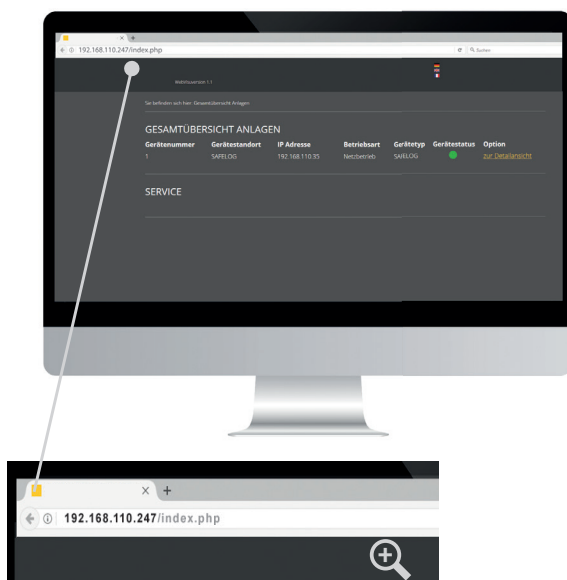 192.168.110.247/index.php
Suchen
Sie befinden sich hier: Gesamtübersicht Anlagen
GESAMTÜBERSICHT ANLAGEN
Gerätenummer Gerätestandort IP Adresse Betriebsart Gerätetyp Gerätestatus Option
1 SAFELOG 192.168.110.35 Netzbetrieb SAFELOG zur Detailansicht
SERVICE
192.168.110.247/index.php